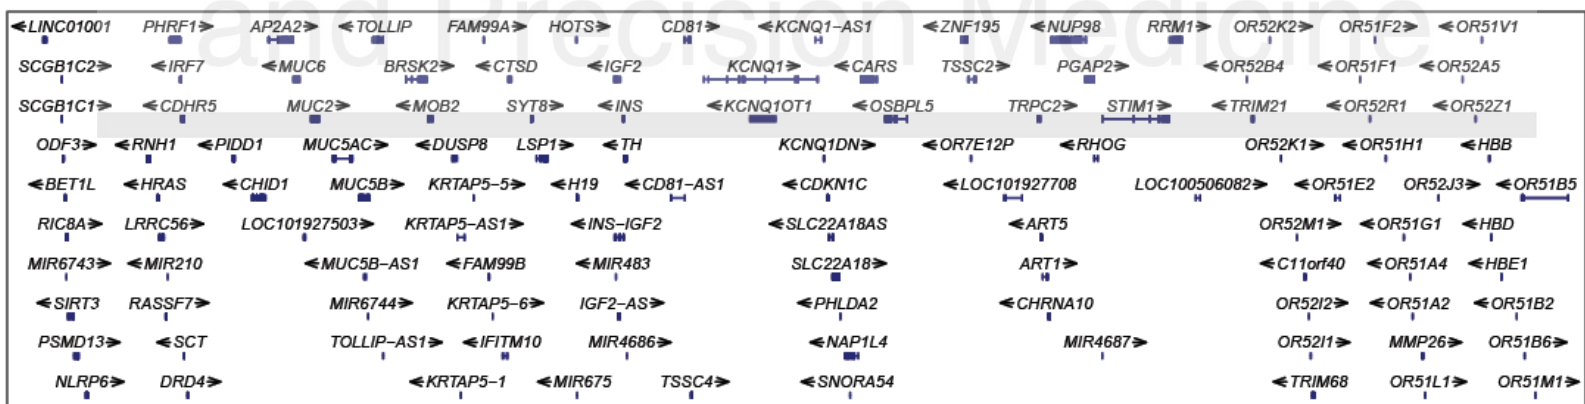 and Precision Medicine
←LINC01001 PHRF1→ AP2A2→ ←TOLLIP FAM99A→ HOTS→ CD81→ ←KCNQ1−AS1 ←ZNF195 ←NUP98 RRM1→ OR52K2→ OR51F2→ ←OR51V1
SCGB1C2→ ←IRF7 ←MUC6 BRSK2→ ←CTSD ←IGF2 KCNQ1→ ←CARS TSSC2→ PGAP2→ ←OR52B4 ←OR51F1 ←OR52A5
SCGB1C1→ ←CDHR5 MUC2→ ←MOB2 SYT8→ ←INS ←KCNQ1OT1 ←OSBPL5 TRPC2→ STIM1→ ←TRIM21 ←OR52R1 ←OR52Z1
ODF3→ ←RNH1 ←PIDD1 MUC5AC→ ←DUSP8 LSP1→ ←TH KCNQ1DN→ ←OR7E12P ←RHOG OR52K1→ ←OR51H1 ←HBB
←BET1L ←HRAS ←CHID1 MUC5B→ KRTAP5−5→ ←H19 ←CD81−AS1 ←CDKN1C ←LOC101927708 LOC100506082→ ←OR51E2 OR52J3→ ←OR51B5
RIC8A→ LRRC56→ LOC101927503→ KRTAP5−AS1→ ←INS−IGF2 ←SLC22A18AS ←ART5 OR52M1→ ←OR51G1 ←HBD
MIR6743→ ←MIR210 ←MUC5B−AS1 ←FAM99B ←MIR483 SLC22A18→ ART1→ ←C11orf40 ←OR51A4 ←HBE1
←SIRT3 RASSF7→ MIR6744→ KRTAP5−6→ IGF2−AS→ ←PHLDA2 ←CHRNA10 OR52I2→ ←OR51A2 ←OR51B2
PSMD13→ ←SCT TOLLIP−AS1→ ←IFITM10 MIR4686→ ←NAP1L4 MIR4687→ OR52I1→ MMP26→ OR51B6→
NLRP6→ DRD4→ ←KRTAP5−1 ←MIR675 TSSC4→ ←SNORA54 ←TRIM68 OR51L1→ OR51M1→